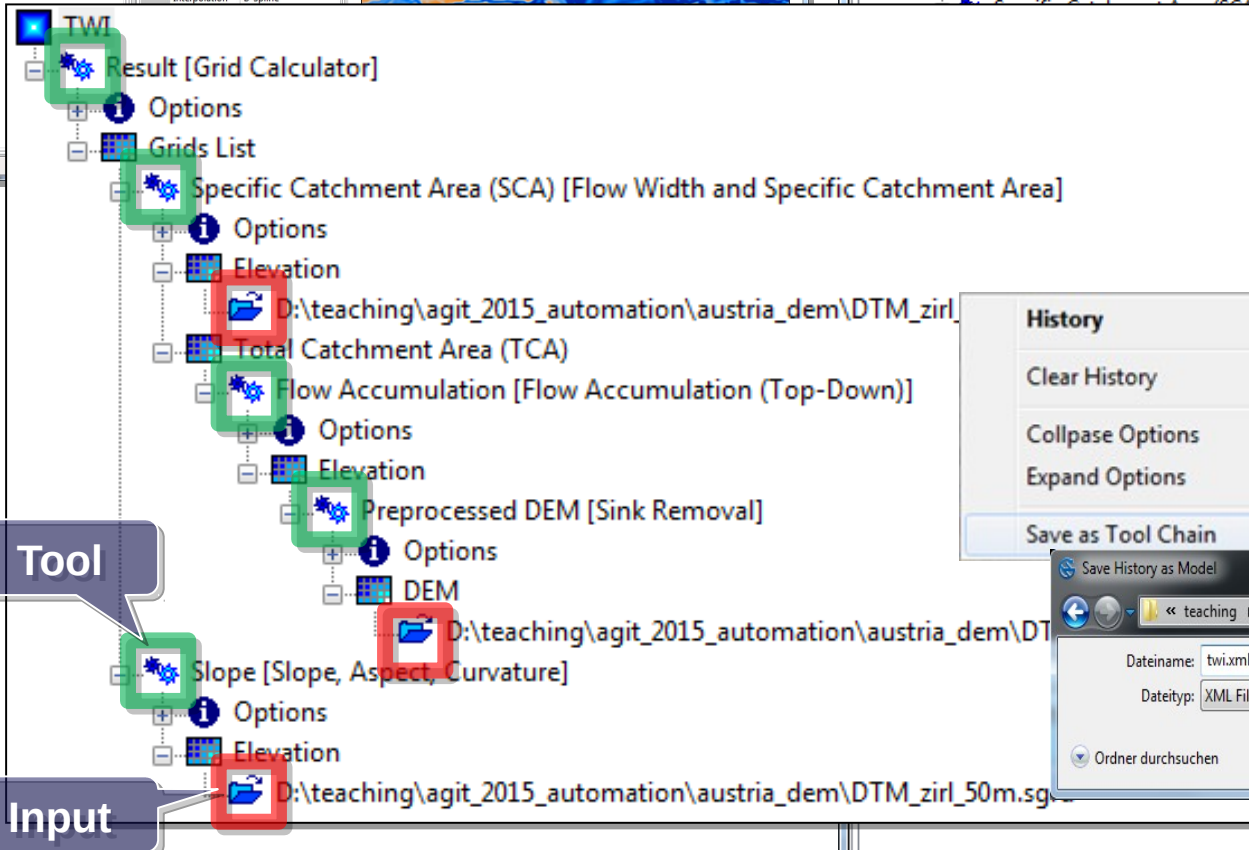 TWI
Result [Grid Calculator]
Options
Grids List
Specific Catchment Area (SCA) [Flow Width and Specific Catchment Area]
Options
Elevation
D:\teaching\agit_2015_automation\austria_dem\DTM_zirl_
Total Catchment Area (TCA)
Flow Accumulation [Flow Accumulation (Top-Down)]
Options
Elevation
Preprocessed DEM [Sink Removal]
Options
DEM
D:\teaching\agit_2015_automation\austria_dem\DT
Slope [Slope, Aspect, Curvature]
Options
Elevation
D:\teaching\agit_2015_automation\austria_dem\DTM_zirl_50m.sgrd
Tool
Input
History
Clear History
Collpase Options
Expand Options
Save as Tool Chain
Save History as Model
« teaching
Dateiname: twi.xml
Dateityp: XML Fil
Ordner durchsuchen